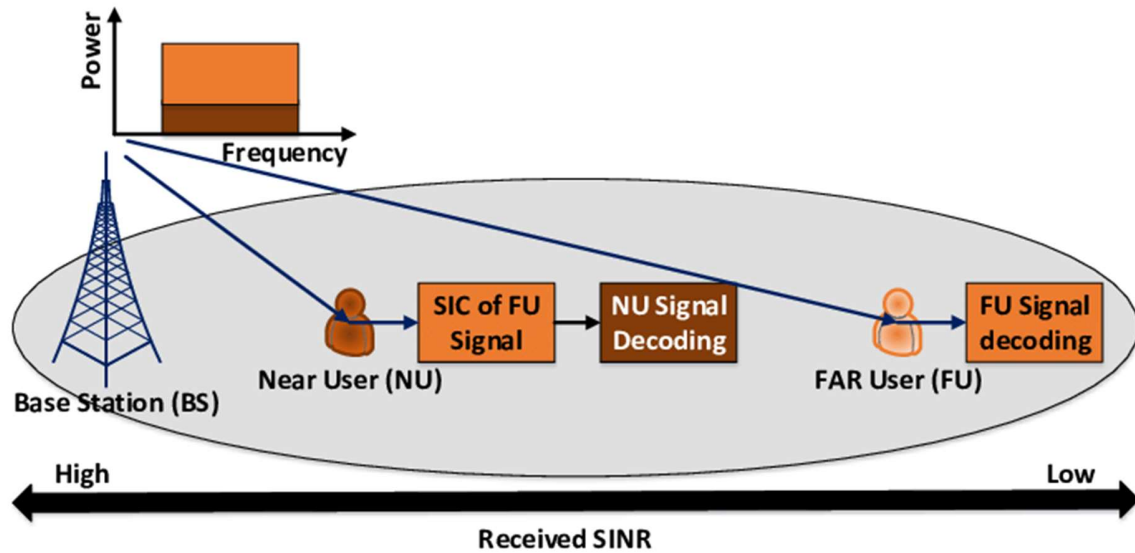 Power
Frequency
SIC of FU
Signal
NU Signal
Decoding
FU Signal
decoding
Near User (NU)
FAR User (FU)
Base Station (BS)
High
Low
Received SINR